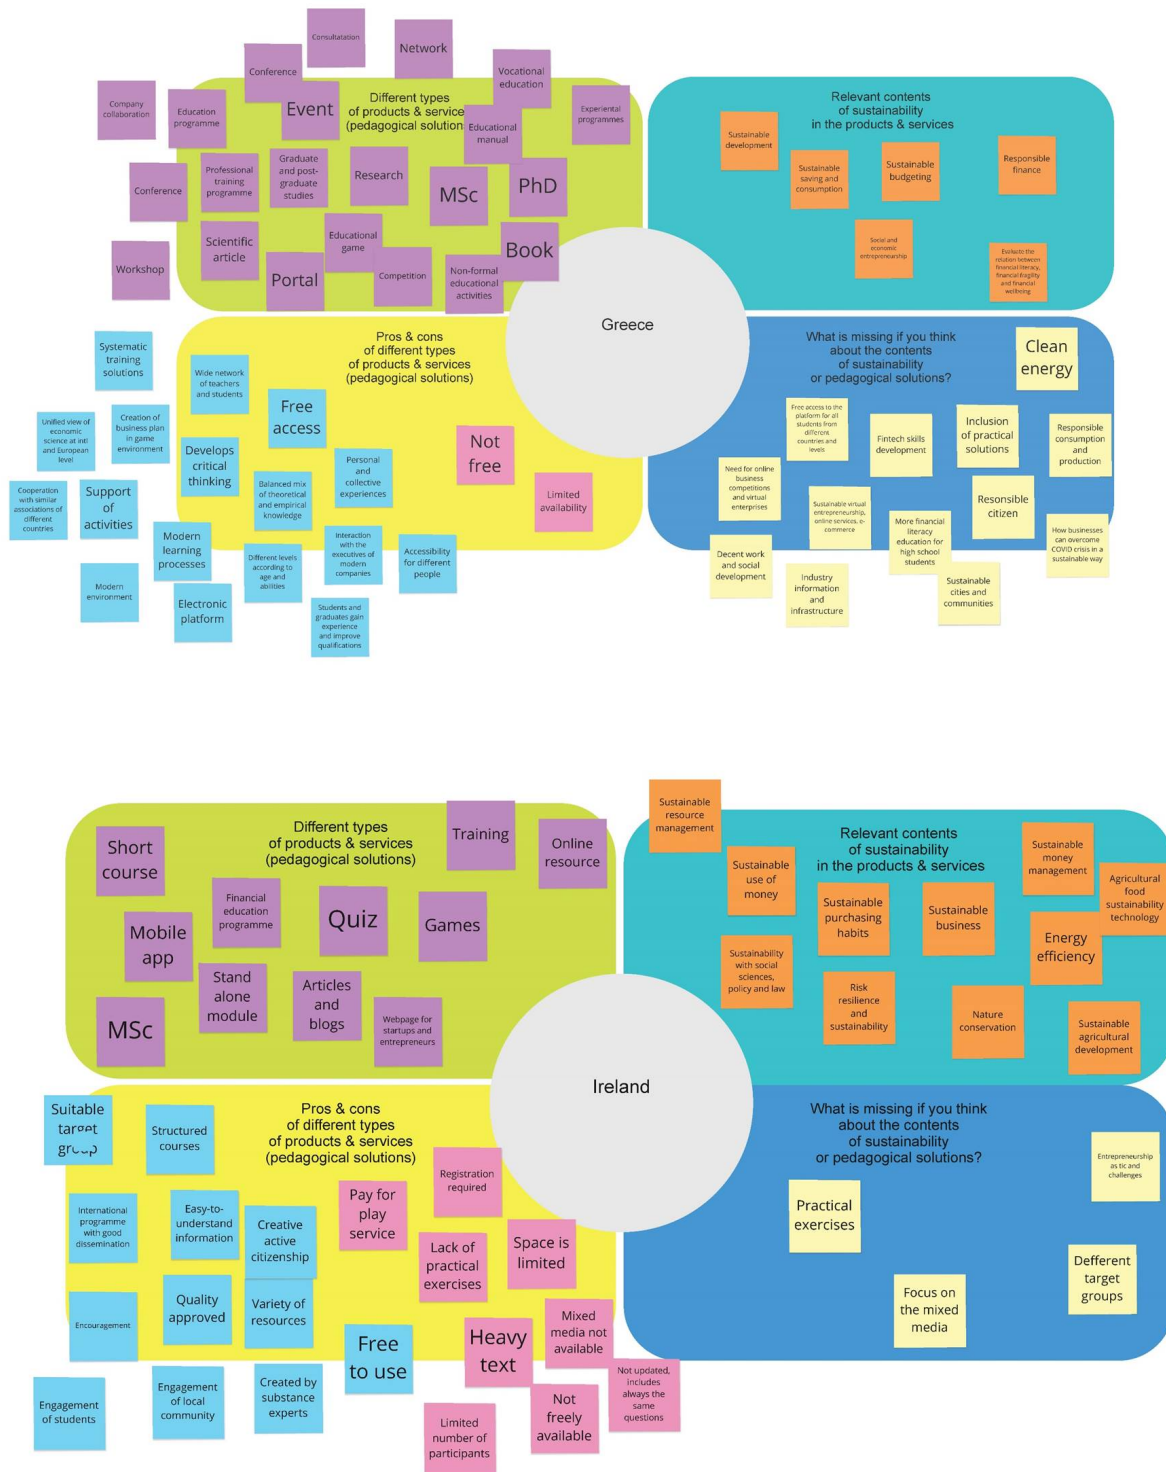 Consultatation
Network
Conference
Vocational
education
Company
collaboration
Education
programme
Event
Different types
of products & service
(pedagogical solution
Educational
manual
Experiental
programmes
Conference
Professional
training
programme
Graduate
and post-
graduate
studies
Research
MSc
PhD
Workshop
Scientific
article
Portal
Educational
game
Competition
Non-formal
educational
activities
Book
Relevant contents
of sustainability
in the products & services
Sustainable
development
Sustainable
saving and
consumption
Sustainable
budgeting
Responsible
finance
Social and
economic
entrepreneurship
Evaluate the
relation between
financial literacy,
financial fragility
and financial
wellbeing
Greece
Pros & cons
of different types
of products & services
(pedagogical solutions)
Systematic
training
solutions
Wide network
of teachers
and students
Free
access
Unified view of
economic
science at intl
and European
level
Creation of
business plan
in game
environment
Develops
critical
thinking
Balanced mix
of theoretical
and empirical
knowledge
Personal
and
collective
experiences
Not
free
Limited
availability
Cooperation
with similar
associations of
different
countries
Support
of
activities
Modern
learning
processes
Different levels
according to
age and
abilities
Interaction
with the
executives of
modern
companies
Accessibility
for different
people
Modern
environment
Electronic
platform
Students and
graduates gain
experience
and improve
qualifications
What is missing if you think
about the contents
of sustainability
or pedagogical solutions?
Clean
energy
Free access to the
platform for all
students from
different
countries and
levels
Fintech skills
development
Inclusion
of practical
solutions
Responsible
consumption
and
production
Need for online
business
competitions
and virtual
enterprises
Sustainable virtual
entrepreneurship,
online services, e-
commerce
More financial
literacy
education for
high school
students
Resonsible
citizen
How businesses
can overcome
COVID crisis in a
sustainable way
Decent work
and social
development
Industry
information
and
infrastructure
Sustainable
cities and
communities
Different types
of products & services
(pedagogical solutions)
Short
course
Training
Online
resource
Mobile
app
Financial
education
programme
Quiz
Games
MSc
Stand
alone
module
Articles
and
blogs
Webpage for
startups and
entrepreneurs
Sustainable
resource
management
Relevant contents
of sustainability
in the products & services
Sustainable
use of
money
Sustainable
purchasing
habits
Sustainable
business
Sustainable
money
management
Agricultural
food
sustainability
technology
Energy
efficiency
Sustainability
with social
sciences,
policy and law
Risk
resilience
and
sustainability
Nature
conservation
Sustainable
agricultural
development
Ireland
Pros & cons
of different types
of products & services
(pedagogical solutions)
Suitable
target
group
Structured
courses
International
programme
with good
dissemination
Easy-to-
understand
information
Creative
active
citizenship
Pay for
play
service
Registration
required
Lack of
practical
exercises
Space is
limited
Encouragement
Quality
approved
Variety of
resources
Free
to use
Heavy
text
Mixed
media not
available
Engagement
of students
Engagement
of local
community
Created by
substance
experts
Limited
number of
participants
Not
freely
available
Not updated,
includes
always the
same
questions
What is missing if you think
about the contents
of sustainability
or pedagogical solutions?
Entrepreneurship
as tic and
challenges
Practical
exercises
Focus on
the mixed
media
Defferent
target
groups